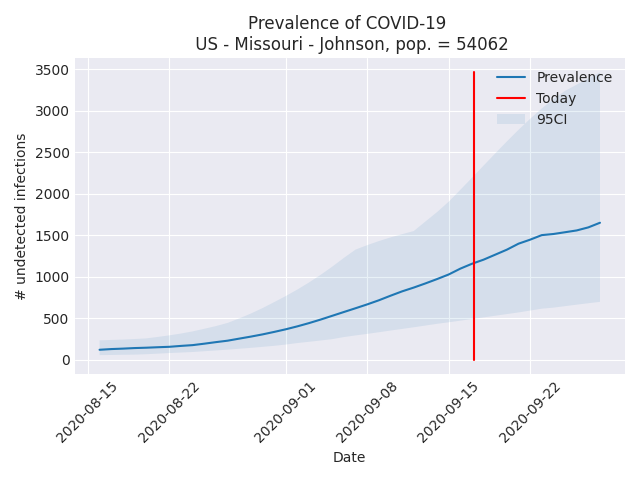 Prevalence of COVID-19
US - Missouri - Johnson, pop. = 54062
# undetected infections
3500
3000
2500
2000
1500
1000
500
0
Prevalence
Today
95CI
2020-08-15
2020-08-22
2020-09-01
2020-09-08
2020-09-15
2020-09-22
Date